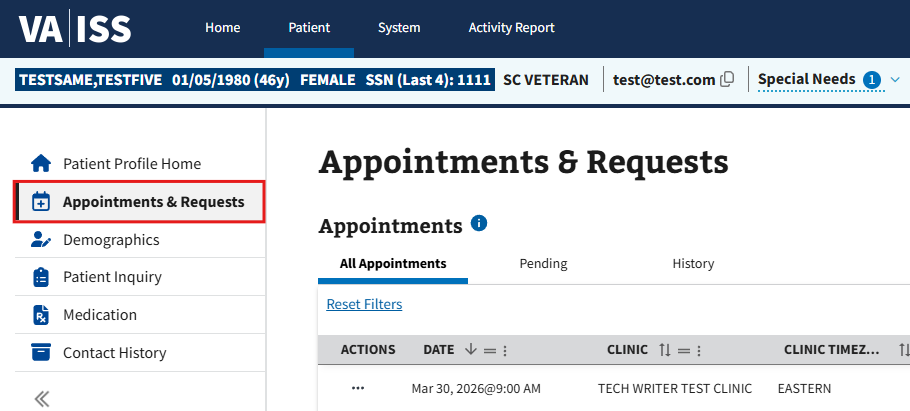 VA ISS Home Patient System Activity Report
TESTSAME,TESTFIVE 01/05/1980 (46y) FEMALE SSN (Last 4): 1111 SC VETERAN test@test.com Special Needs 1
Patient Profile Home
Appointments & Requests
Demographics
Patient Inquiry
Medication
Contact History
Appointments & Requests
Appointments
All Appointments Pending History
Reset Filters
ACTIONS DATE CLINIC CLINIC TIMEZ...
... Mar 30, 2026@9:00 AM TECH WRITER TEST CLINIC EASTERN